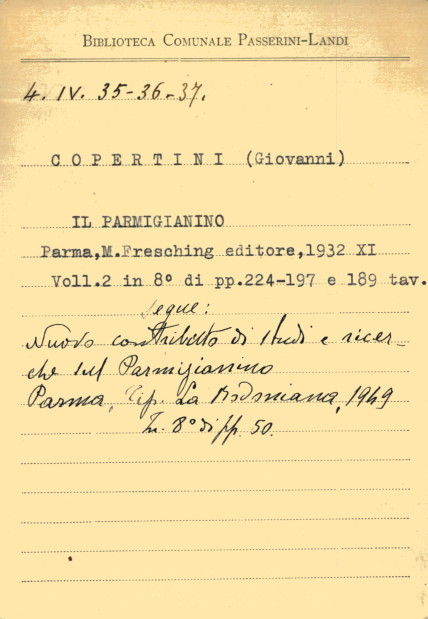 BIBLIOTECA COMUNALE PASSERINI-LANDI
4. IV. 35-36-37.
COPERTINI (Giovanni)
IL PARMIGIANINO
Parma,M.Fresching editore,1932 XI
Voll.2 in 8° di pp.224-197 e 189 tav.
segue:
Nuovo contributo di studi e ricer-
che sul Parmigianino
Parma, Tip. La Bodoniana, 1949
In 8° di pp. 50.